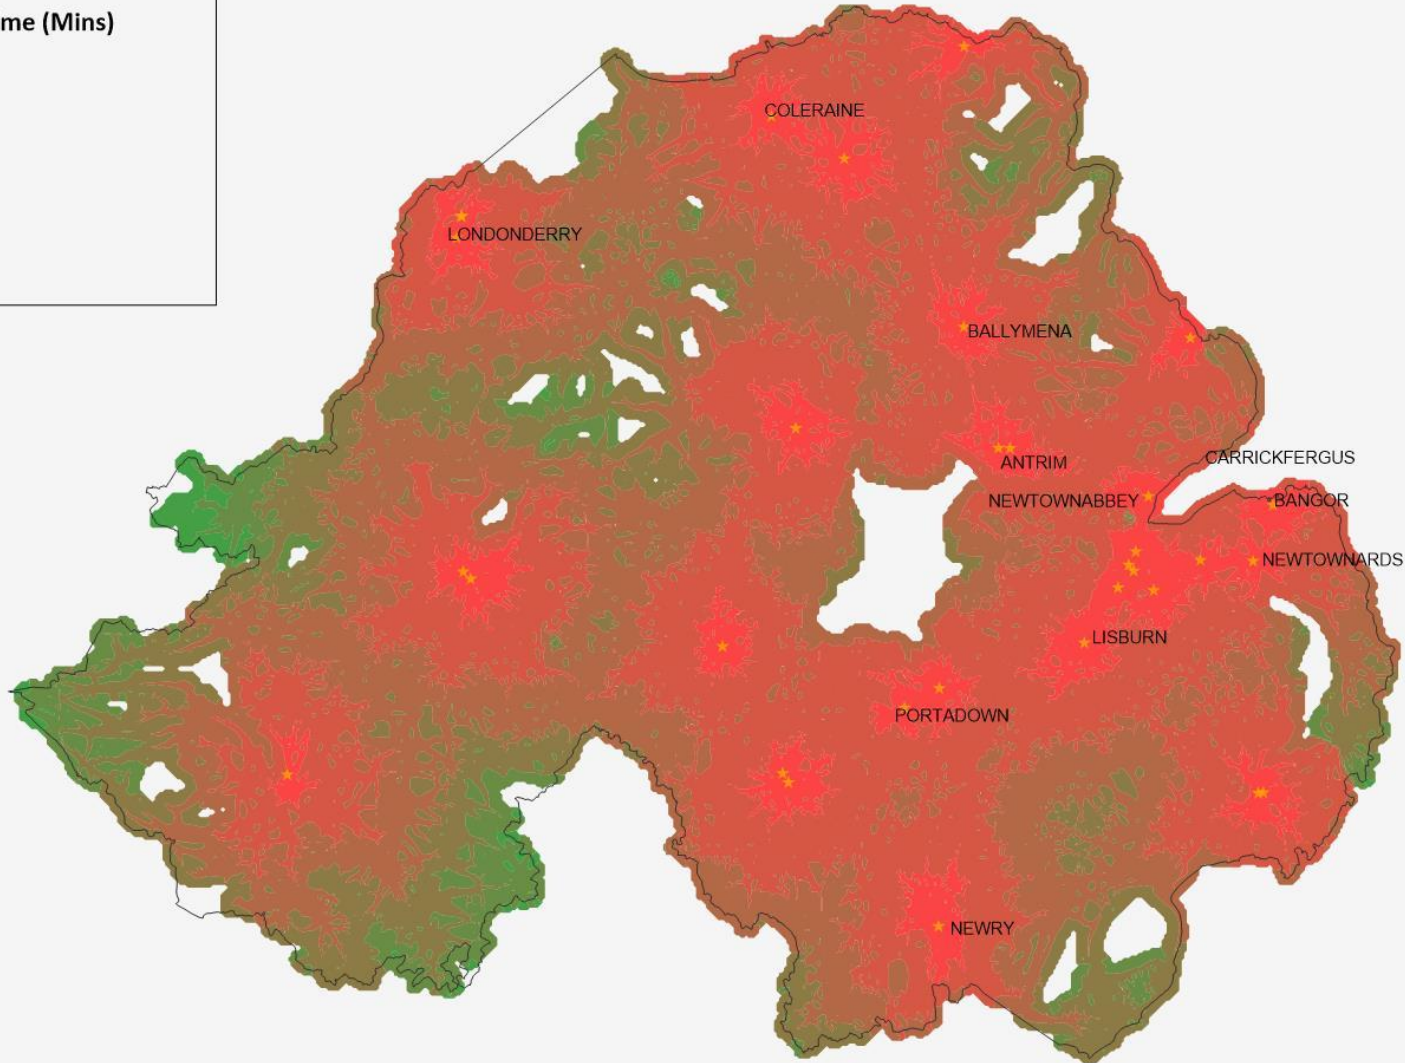 me (Mins)
COLERAINE
LONDONDERRY
BALLYMENA
CARRICKFERGUS
ANTRIM
NEWTOWNABBEY
BANGOR
NEWTOWNARDS
LISBURN
PORTADOWN
NEWRY